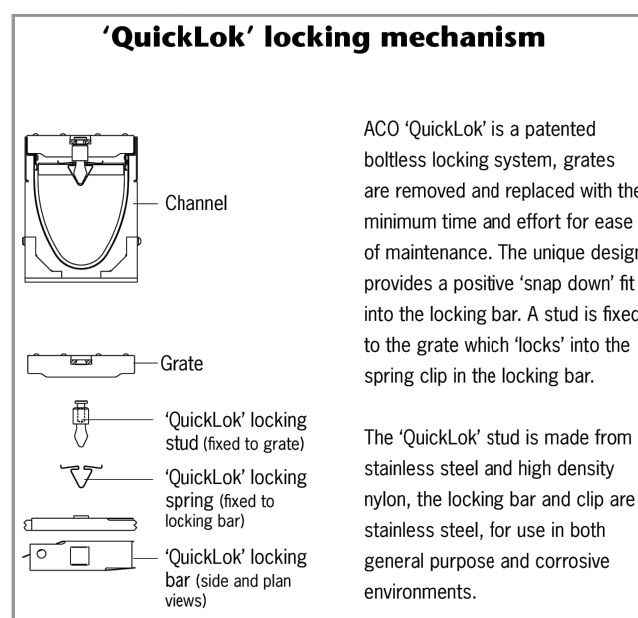 ‘QuickLok’ locking mechanism
Channel
Grate
‘QuickLok’ locking
stud (fixed to grate)
‘QuickLok’ locking
spring (fixed to
locking bar)
‘QuickLok’ locking
bar (side and plan
views)
ACO ‘QuickLok’ is a patented
boltless locking system, grates
are removed and replaced with the
minimum time and effort for ease
of maintenance. The unique design
provides a positive ‘snap down’ fit
into the locking bar. A stud is fixed
to the grate which ‘locks’ into the
spring clip in the locking bar.
The ‘QuickLok’ stud is made from
stainless steel and high density
nylon, the locking bar and clip are
stainless steel, for use in both
general purpose and corrosive
environments.